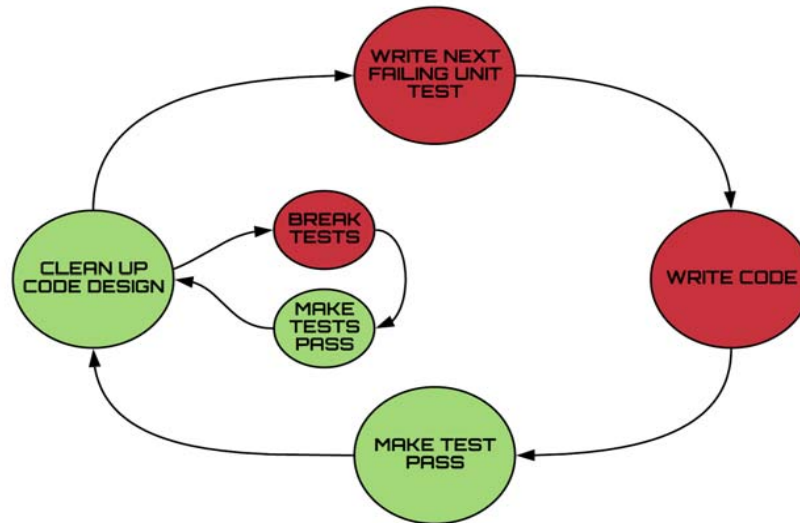 WRITE NEXT
FAILING UNIT
TEST
BREAK
TESTS
CLEAN UP
CODE DESIGN
WRITE CODE
MAKE
TESTS
PASS
MAKE TEST
PASS